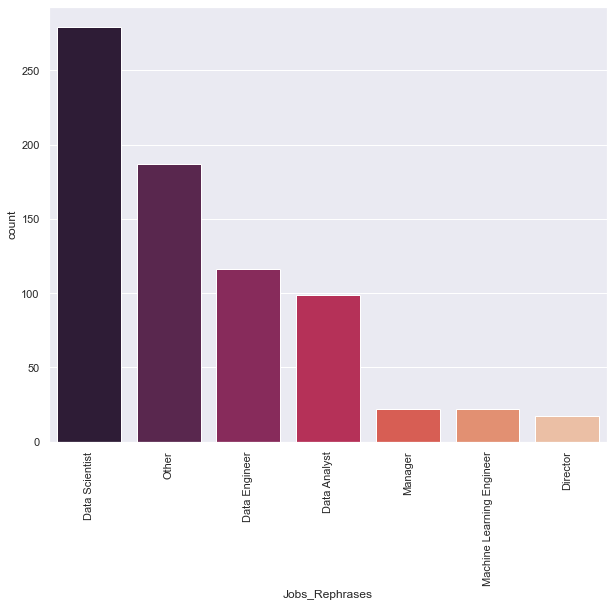 250
200
150
100
50
0
count
Data Scientist
Other
Data Engineer
Data Analyst
Manager
Machine Learning Engineer
Director
Jobs_Rephrases